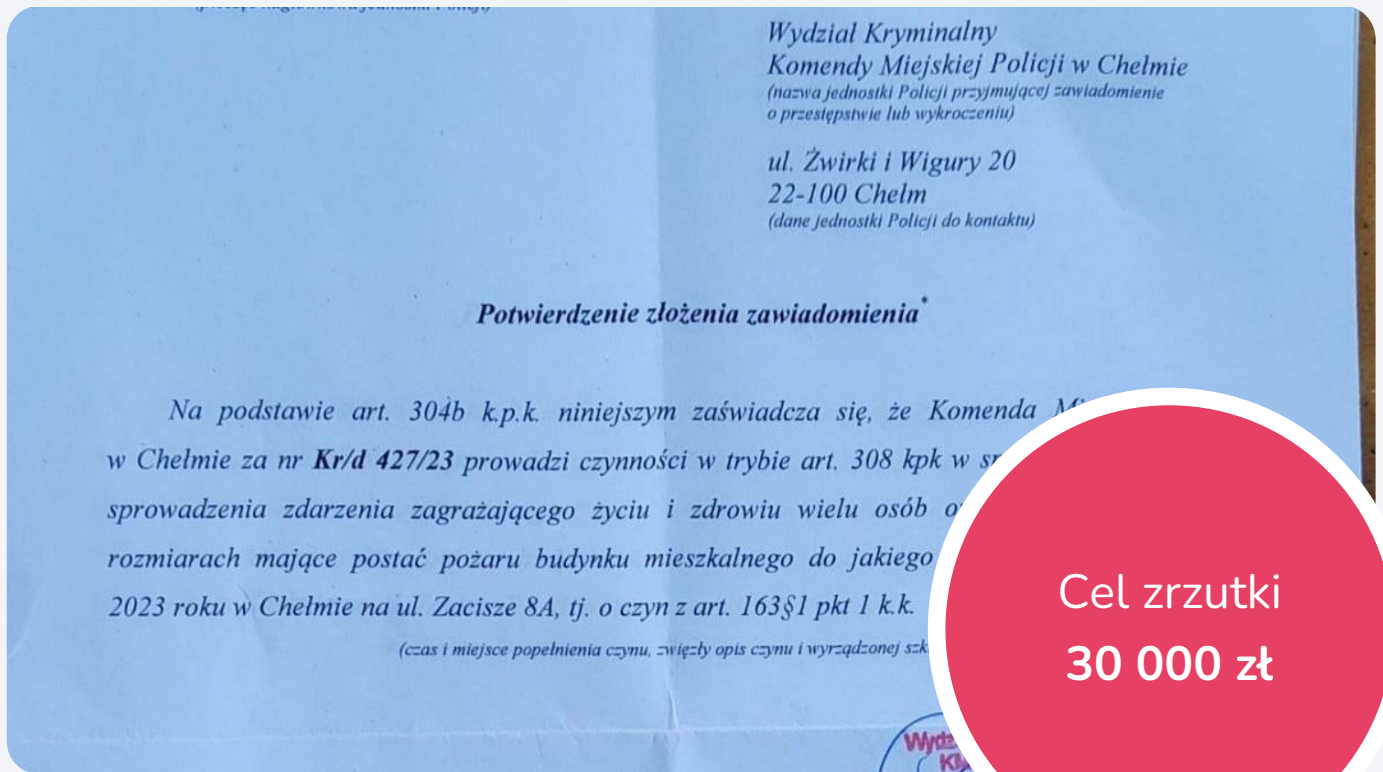 Wydział Kryminalny
Komendy Miejskiej Policji w Chełmie
(nazwa jednostki Policji przyjmującej zawiadomienie
o przestępstwie lub wykroczeniu)
ul. Żwirki i Wigury 20
22-100 Chełm
(dane jednostki Policji do kontaktu)
Potwierdzenie złożenia zawiadomienia*
Na podstawie art. 304b k.p.k. niniejszym zaświadcza się, że Komenda
w Chełmie za nr Kr/d 427/23 prowadzi czynności w trybie art. 308 kpk w
sprowadzenia zdarzenia zagrażającego życiu i zdrowiu wielu osób
rozmiarach mające postać pożaru budynku mieszkalnego do jakiego
2023 roku w Chełmie na ul. Zacisze 8A, tj. o czyn z art. 163§1 pkt 1 k.k.
(czas i miejsce popełnienia czynu, zwięzły opis czynu i wyrządzonej
Cel zrzutki
30 000 zł